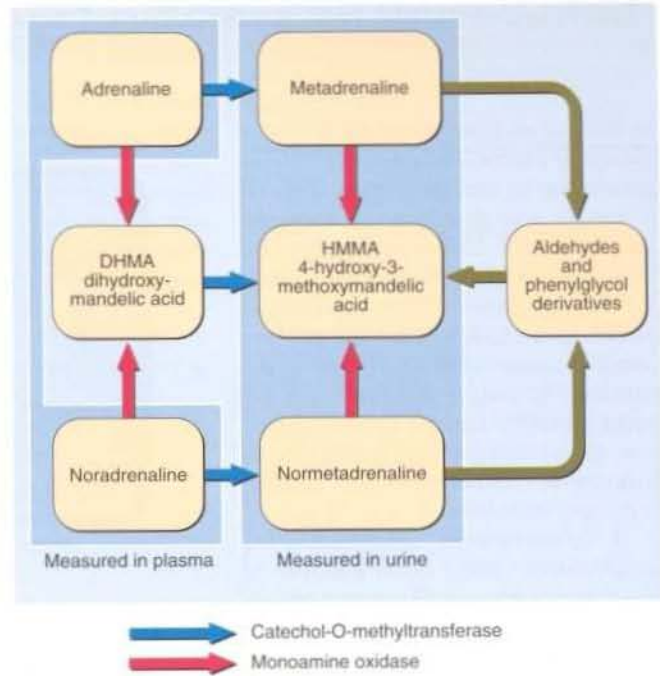 Adrenaline
Metadrenaline
DHMA
dihydroxy-
mandelic acid
HMMA
4-hydroxy-3-
methoxymandelic
acid
Aldehydes
and
phenylglycol
derivatives
Noradrenaline
Normetadrenaline
Measured in plasma
Measured in urine
Catechol-O-methyltransferase
Monoamine oxidase